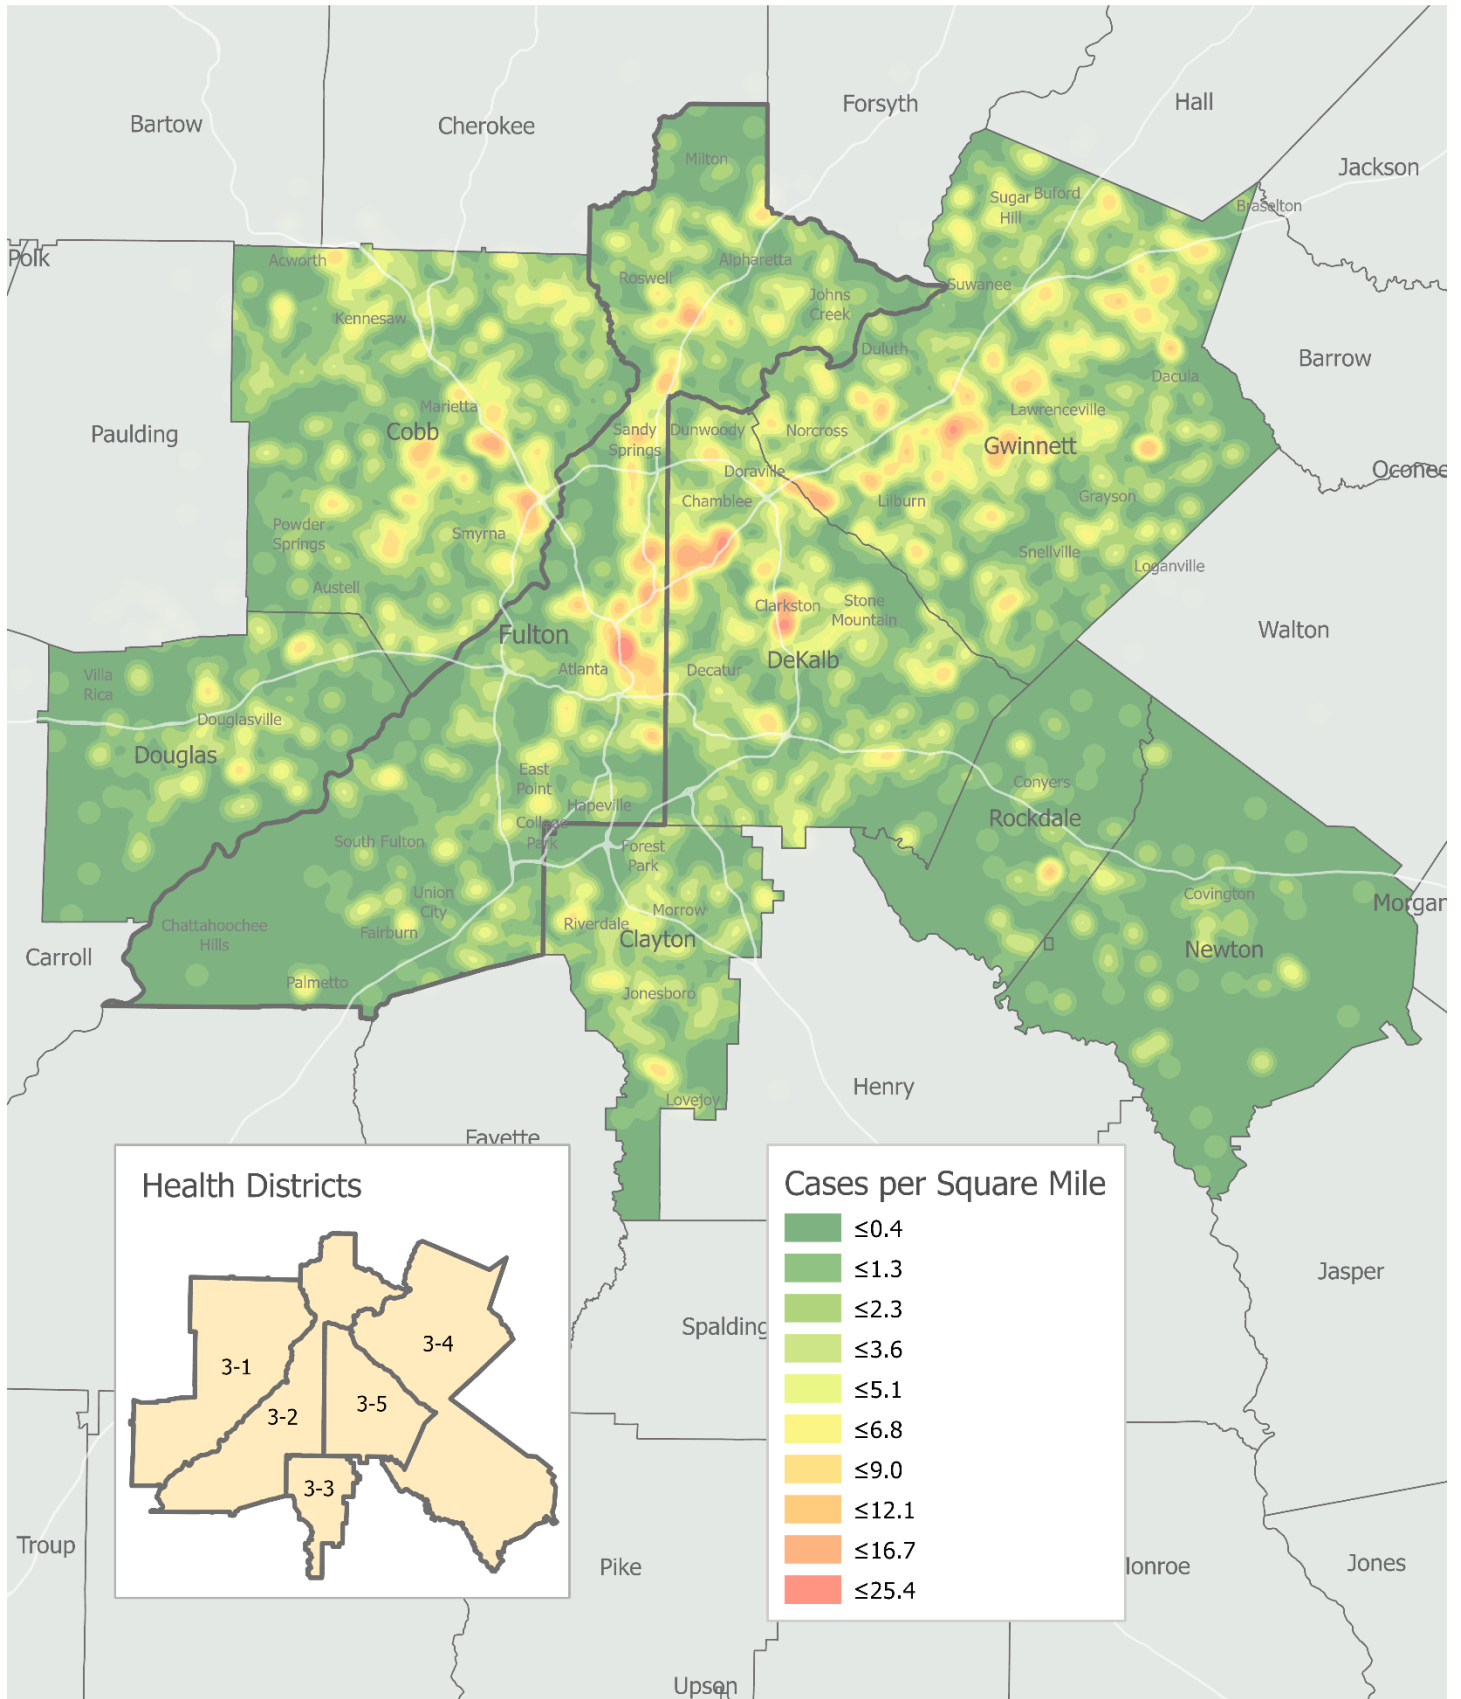 Forsyth
Hall
Bartow
Cherokee
Milton
Jackson
Sugar
Hill
Buford
Braselton
Polk
Acworth
Roswell
Alpharetta
Suwanee
Johns
Creek
Kennesaw
Duluth
Barrow
Dacula
Marietta
Cobb
Paulding
Sandy
Springs
Dunwoody
Norcross
Lawrenceville
Gwinnett
Doraville
Oconee
Chamblee
Lilburn
Grayson
Powder
Springs
Smyrna
Snellville
Loganville
Austell
Clarkston
Stone
Mountain
Fulton
Walton
Atlanta
Decatur
DeKalb
Villa
Rica
Douglasville
Douglas
East
Point
Conyers
Hapeville
Rockdale
College
Park
South Fulton
Forest
Park
Union
City
Covington
Morgan
Chattahoochee
Hills
Fairburn
Riverdale
Morrow
Clayton
Newton
Carroll
Palmetto
Jonesboro
Henry
Lovejoy
Fayette
Health Districts
3-1
3-2
3-3
3-4
3-5
Cases per Square Mile
≤0.4
≤1.3
≤2.3
≤3.6
≤5.1
≤6.8
≤9.0
≤12.1
≤16.7
≤25.4
Jasper
Spalding
Troup
Pike
onroe
Jones
Upson